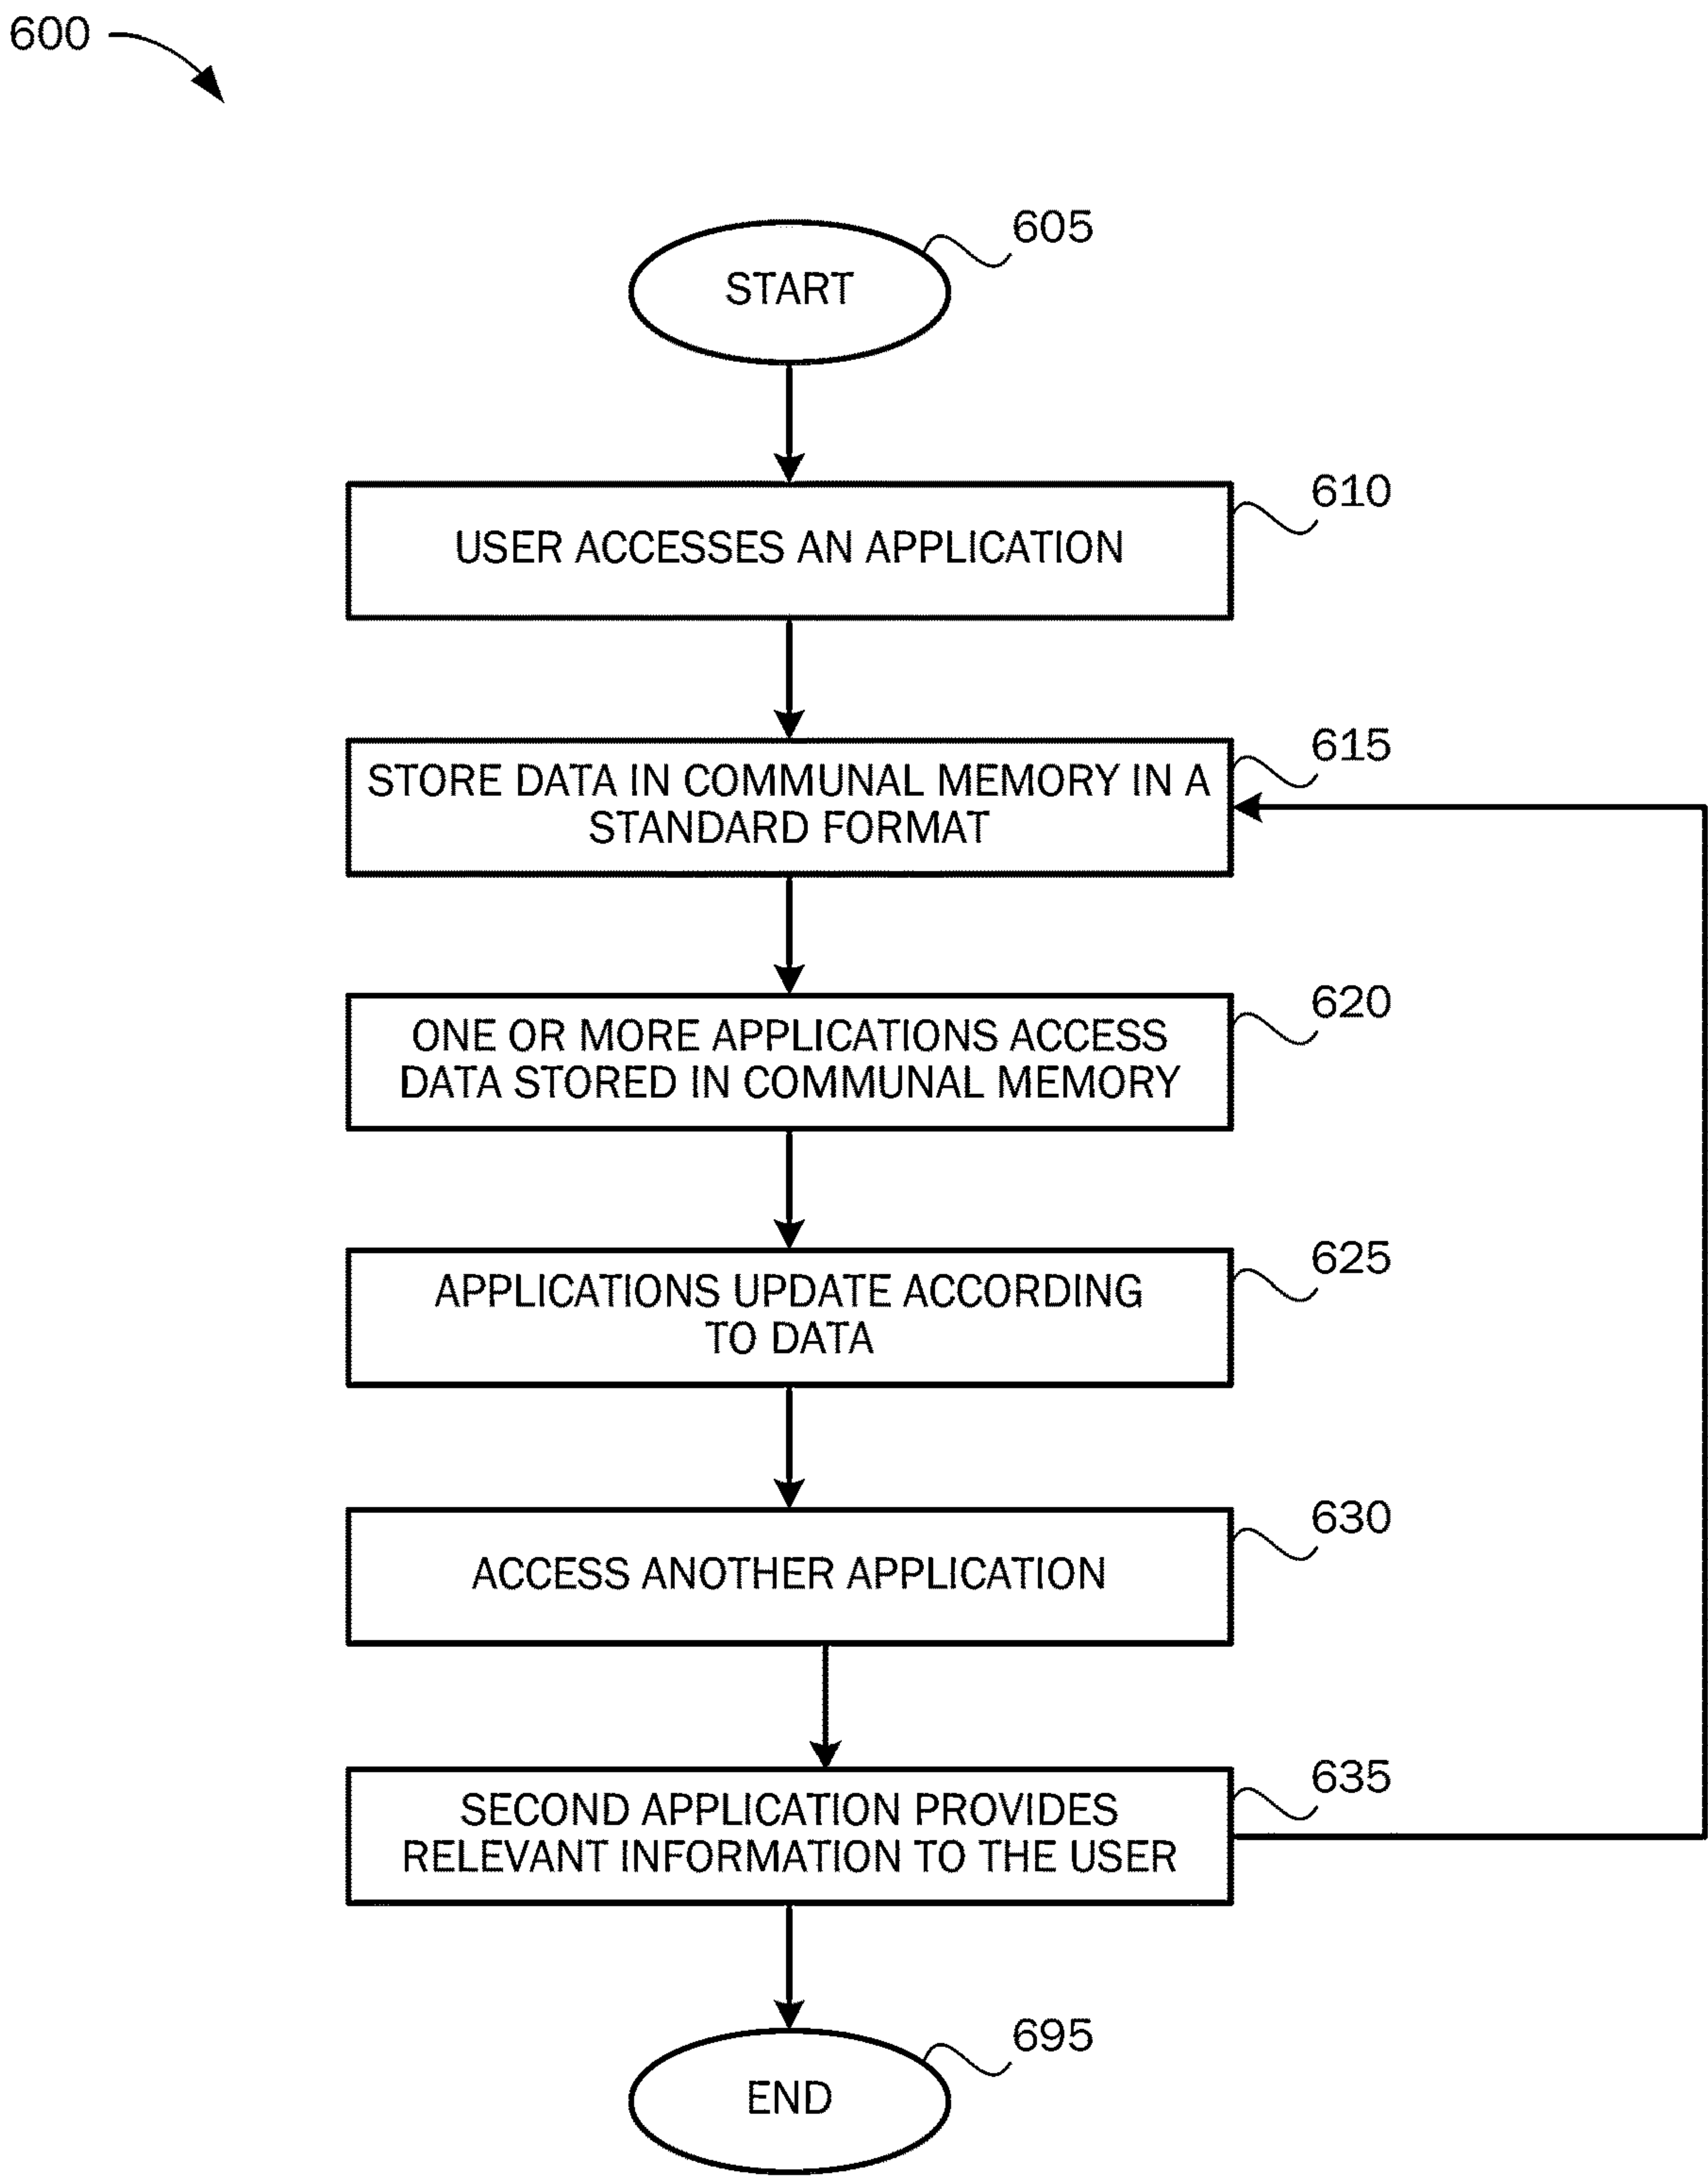 600
605
START
610
USER ACCESSES AN APPLICATION
615
STORE DATA IN COMMUNAL MEMORY IN A
STANDARD FORMAT
620
ONE OR MORE APPLICATIONS ACCESS
DATA STORED IN COMMUNAL MEMORY
625
APPLICATIONS UPDATE ACCORDING
TO DATA
630
ACCESS ANOTHER APPLICATION
635
SECOND APPLICATION PROVIDES
RELEVANT INFORMATION TO THE USER
695
END